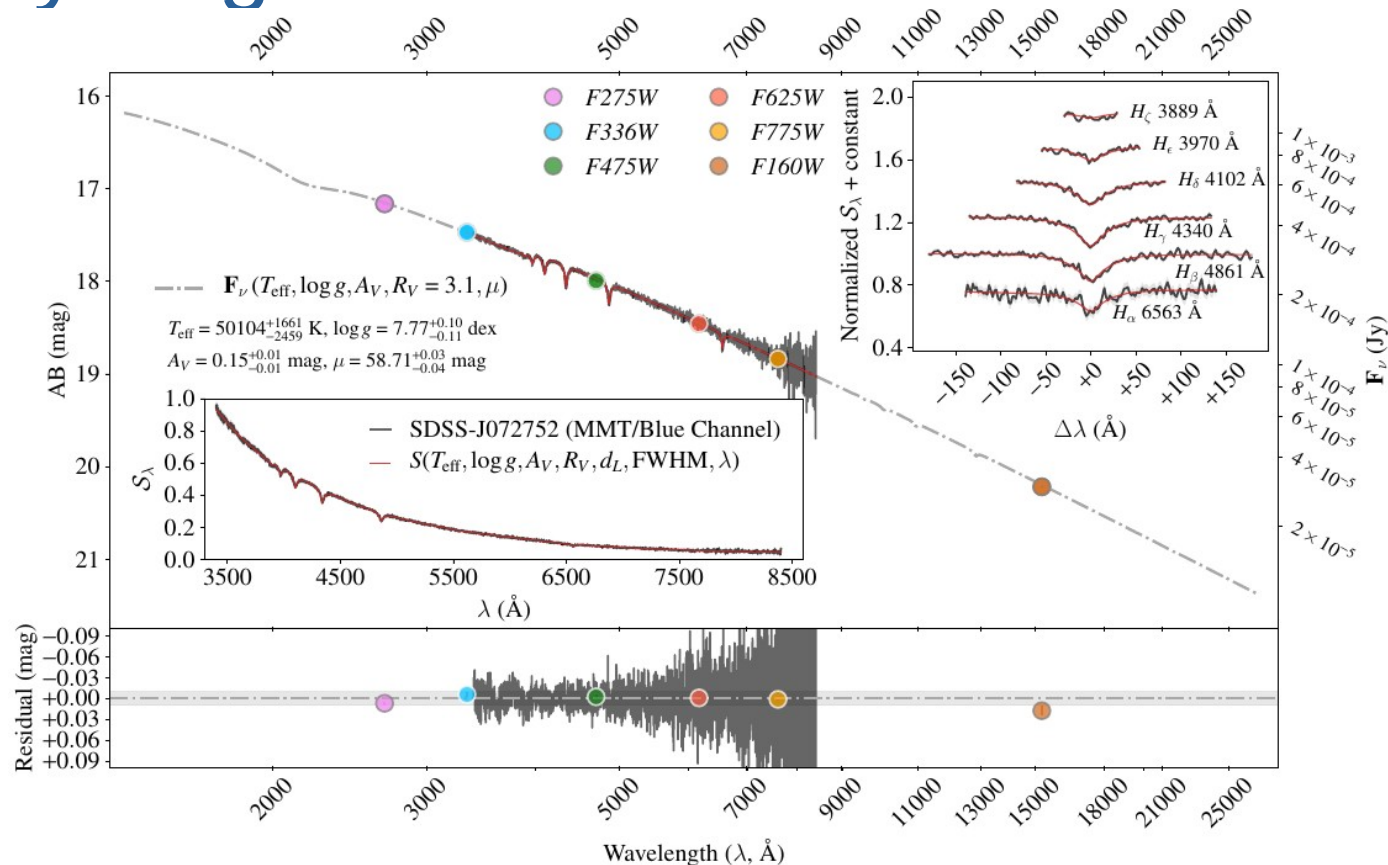 2000 3000 5000 7000 9000 11000 13000 15000 18000 21000 25000
AB (mag)
16
17
18
19
20
21
F275W
F336W
F475W
F625W
F775W
F160W
F_ν(T_eff, log g, A_V, R_V = 3.1, μ)
T_eff = 50104^{+1661}_{−2459} K, log g = 7.77^{+0.10}_{−0.11} dex
A_V = 0.15^{+0.01}_{−0.01} mag, μ = 58.71^{+0.03}_{−0.04} mag
Normalized S_λ + constant
2.0
1.6
1.2
0.8
0.4
H_ζ 3889 Å
H_ϵ 3970 Å
H_δ 4102 Å
H_γ 4340 Å
H_β 4861 Å
H_α 6563 Å
−150 −100 −50 +0 +50 +100 +150
Δλ (Å)
1 × 10^{−3}
8 × 10^{−4}
6 × 10^{−4}
4 × 10^{−4}
2 × 10^{−4}
1 × 10^{−4}
8 × 10^{−5}
6 × 10^{−5}
4 × 10^{−5}
2 × 10^{−5}
F_ν (Jy)
S_λ
1.0
0.8
0.6
0.4
0.2
0.0
SDSS-J072752 (MMT/Blue Channel)
S(T_eff, log g, A_V, R_V, d_L, FWHM, λ)
3500 4500 5500 6500 7500 8500
λ (Å)
Residual (mag)
−0.09
−0.06
−0.03
+0.00
+0.03
+0.06
+0.09
2000 3000 5000 7000 9000 11000 13000 15000 18000 21000 25000
Wavelength (λ, Å)